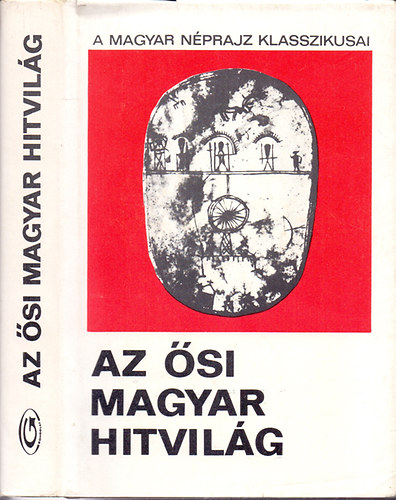 AZ ŐSI MAGYAR HITVILÁG
A MAGYAR NÉPRAJZ KLASSZIKUSAI
AZ ŐSI
MAGYAR
HITVILÁG